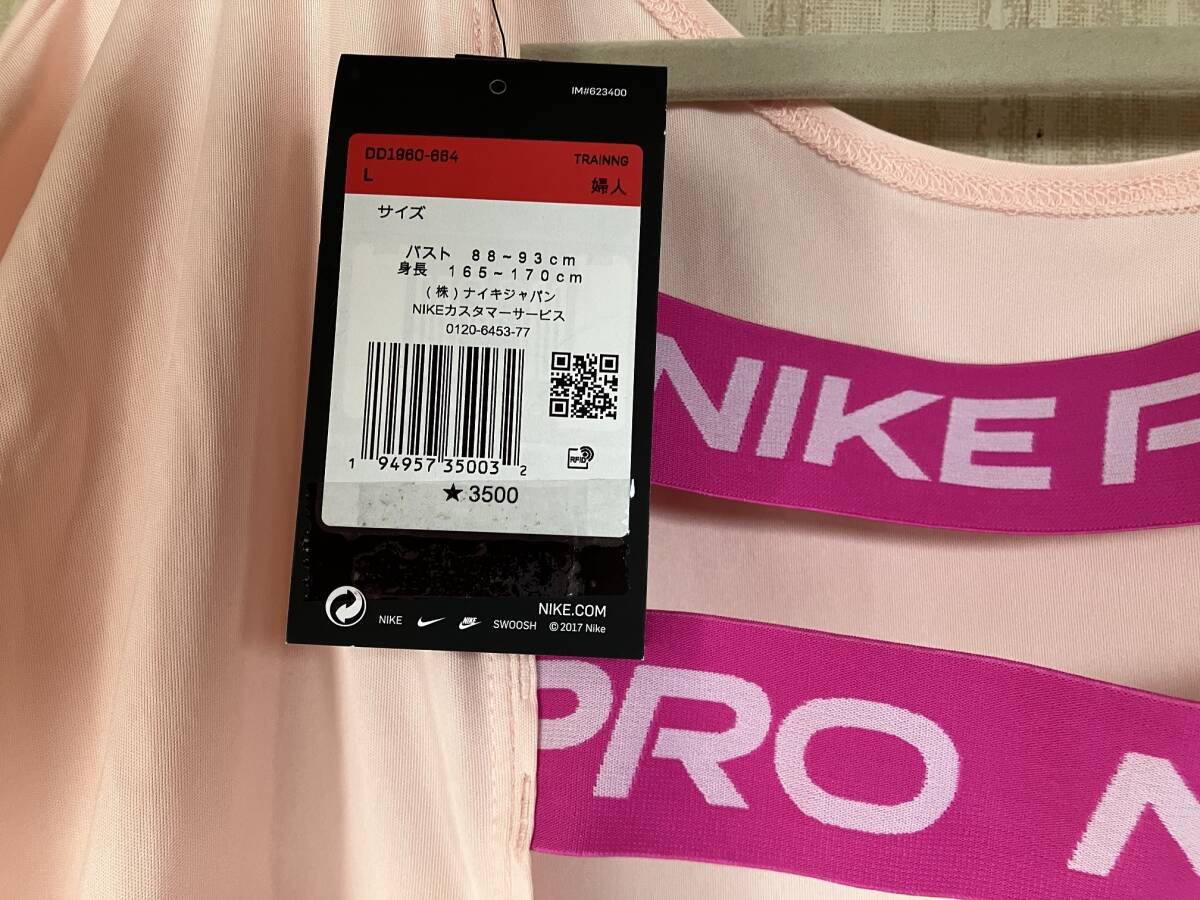 IM#623400
DD1960-664 TRAINNG
L 婦人
サイズ
バスト 88~93cm
身長 165~170cm
(株)ナイキジャパン
NIKEカスタマーサービス
0120-6453-77
RFID
1 94957 35003 2
★3500
NIKE.COM
NIKE NIKE SWOOSH ©2017 Nike
NIKE P
PRO N